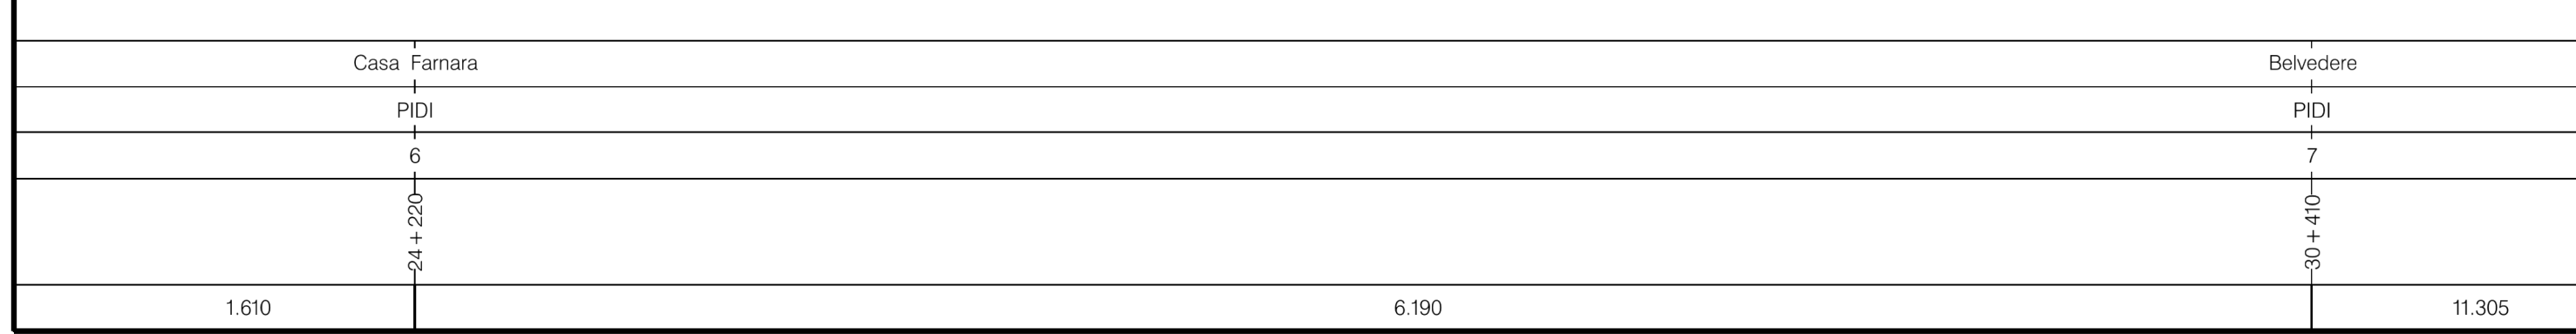 Casa Farnara Belvedere
PIDI PIDI
6 7
24 + 220 30 + 410
1.610 6.190 11.305